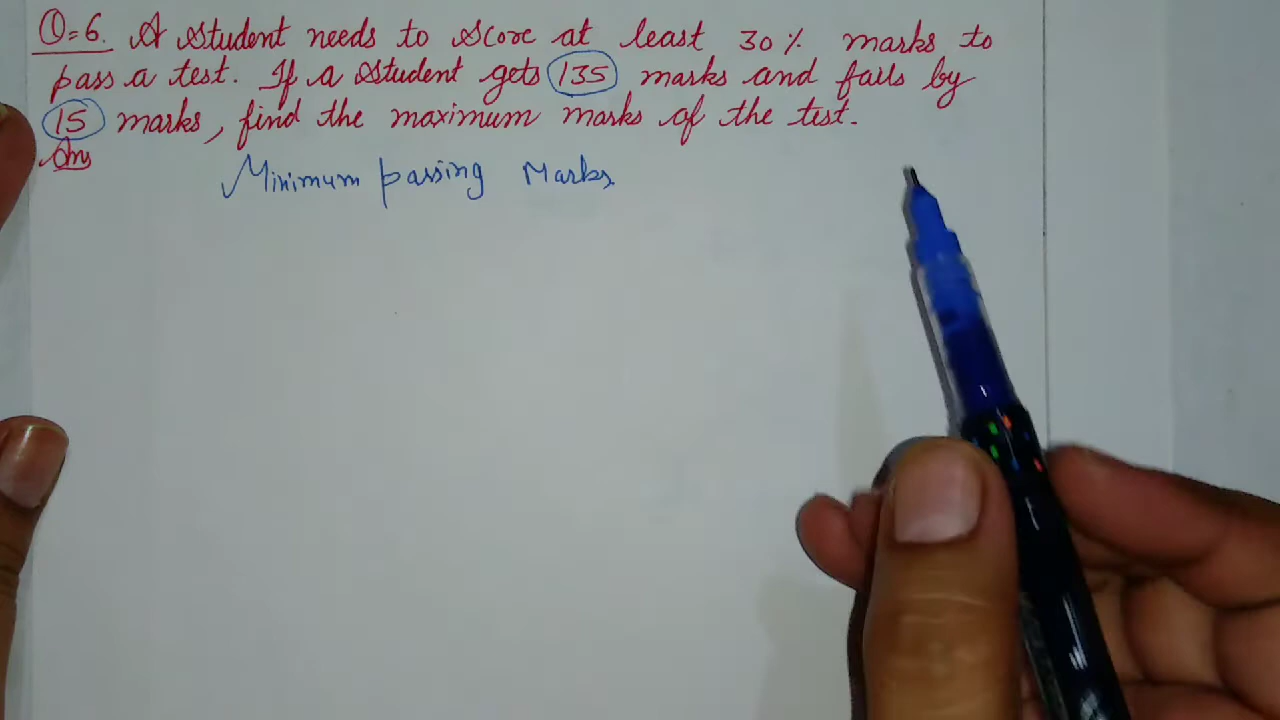 Q=6. A Student needs to score at least 30% marks to
pass a test. If a student gets 135 marks and fails by
15 marks, find the maximum marks of the test.
Ans
Minimum passing Marks